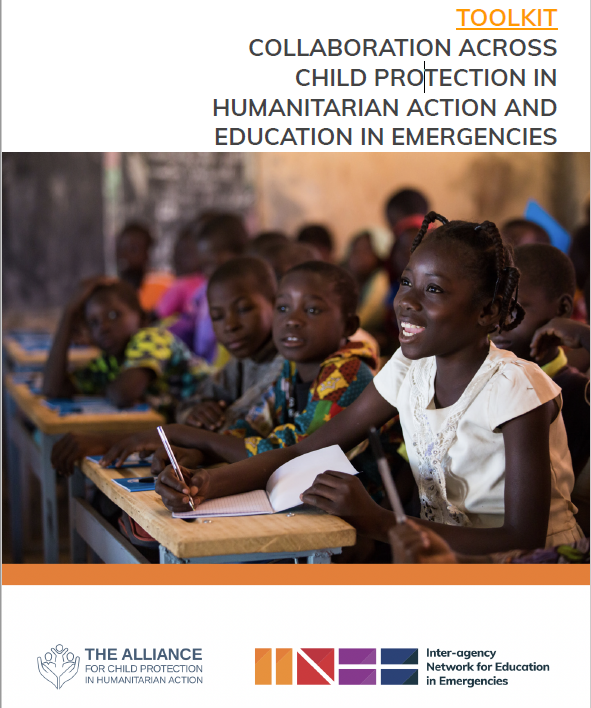 TOOLKIT
COLLABORATION ACROSS
CHILD PROTECTION IN
HUMANITARIAN ACTION AND
EDUCATION IN EMERGENCIES
THE ALLIANCE
FOR CHILD PROTECTION
IN HUMANITARIAN ACTION
INEE
Inter-agency
Network for Education
in Emergencies